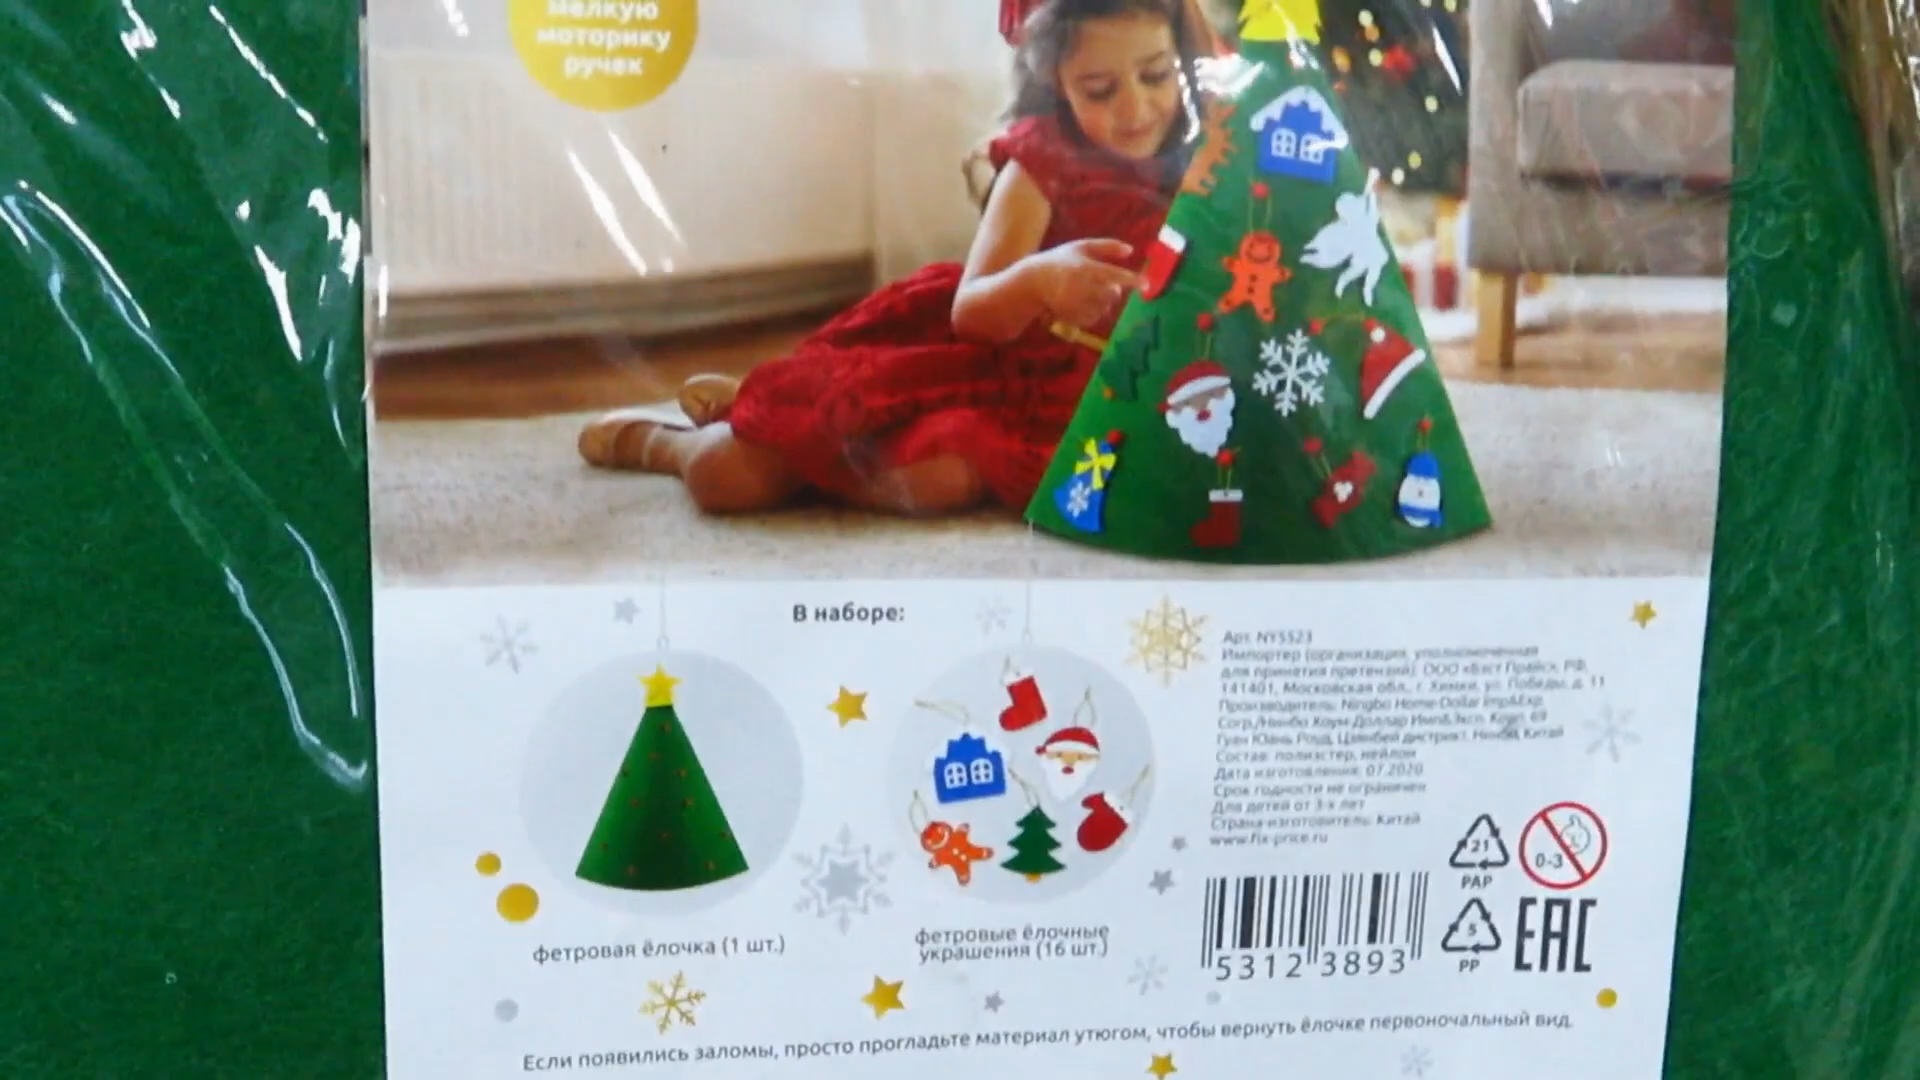 мелкую
моторику
ручек
В наборе:
фетровая ёлочка (1 шт.)
фетровые ёлочные
украшения (16 шт.)
Арт. NY5523
Импортер (организация, уполномоченная
для принятия претензий): ООО «Бэст Прайс», РФ,
141401, Московская обл., г. Химки, ул. Победы, д. 11
Производитель: Ningbo Home-Dollar Imp&Exp.
Corp./Нинбо Хоум-Доллар Имп& Эксп. Корп. 69
Гуан Юань Роуд, Цзянбей дистрикт, Нинбо, Китай
Состав: полиэстер, нейлон
Дата изготовления: 07.2020
Срок годности не ограничен
Для детей от 3-х лет
Страна-изготовитель: Китай
www.fix-price.ru
21
PAP
0-3
5
PP
EAC
5312 3893
Если появились заломы, просто прогладьте материал утюгом, чтобы вернуть ёлочке первоночальный вид.